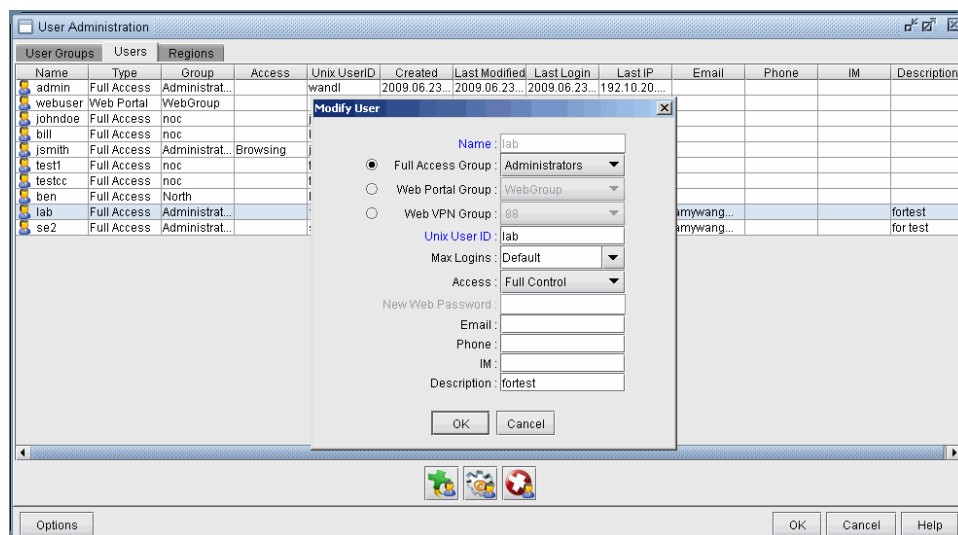 User Administration
User Groups Users Regions
Name Type Group Access Unix UserID Created Last Modified Last Login Last IP Email Phone IM Description
admin Full Access Administrat... wandl 2009.06.23... 2009.06.23... 2009.06.23... 192.10.20....
webuser Web Portal WebGroup
johndoe Full Access noc
bill Full Access noc
jsmith Full Access Administrat... Browsing
test1 Full Access noc
testcc Full Access noc
ben Full Access North
lab Full Access Administrat... amywang... fortest
se2 Full Access Administrat... amywang... for test
Modify User
Name : lab
Full Access Group : Administrators
Web Portal Group : WebGroup
Web VPN Group : 88
Unix User ID : lab
Max Logins : Default
Access : Full Control
New Web Password :
Email :
Phone :
IM :
Description : fortest
OK Cancel
Options OK Cancel Help